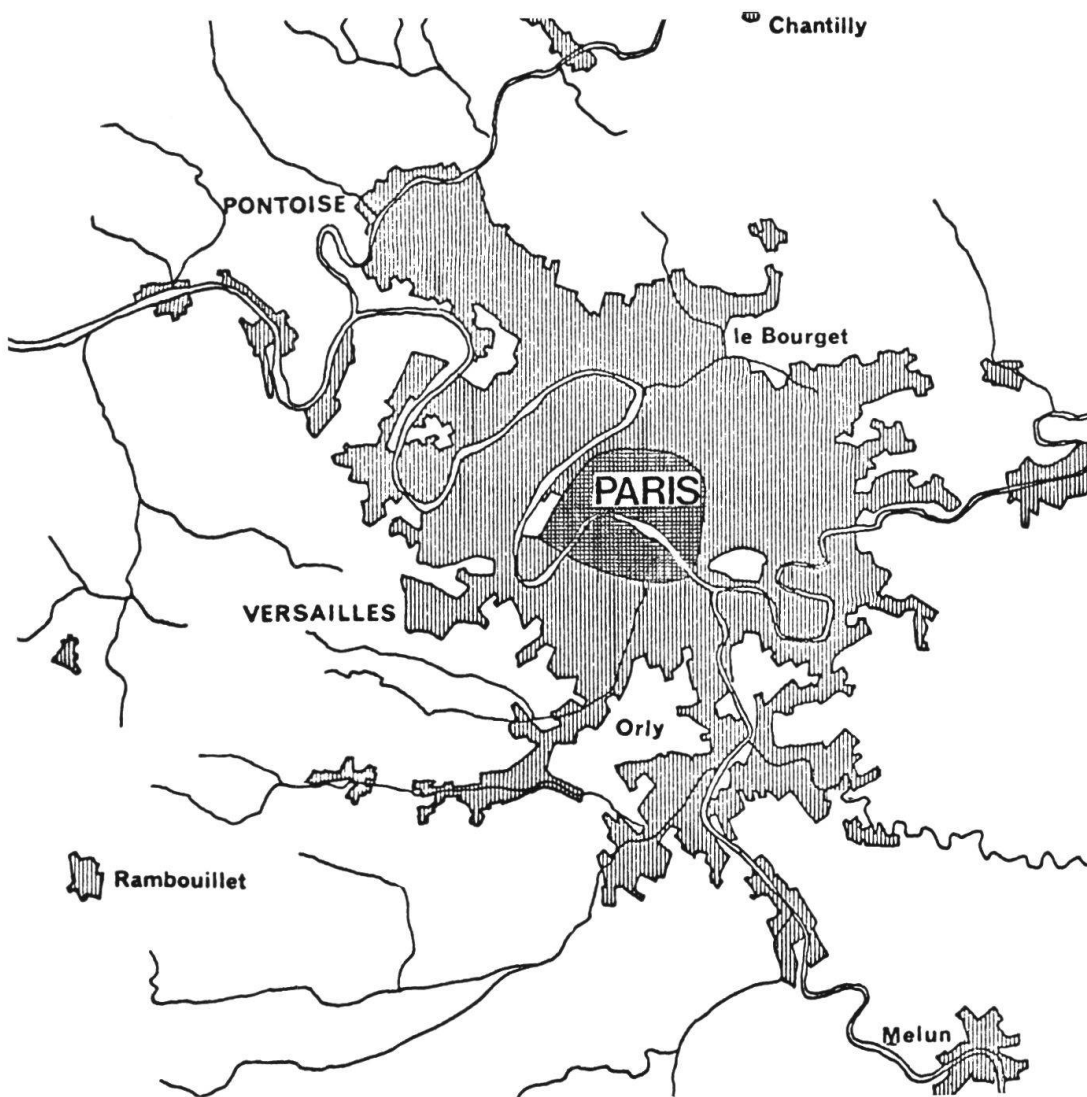 Chantilly
PONTOISE
le Bourget
PARIS
VERSAILLES
Orly
Rambouillet
Melun